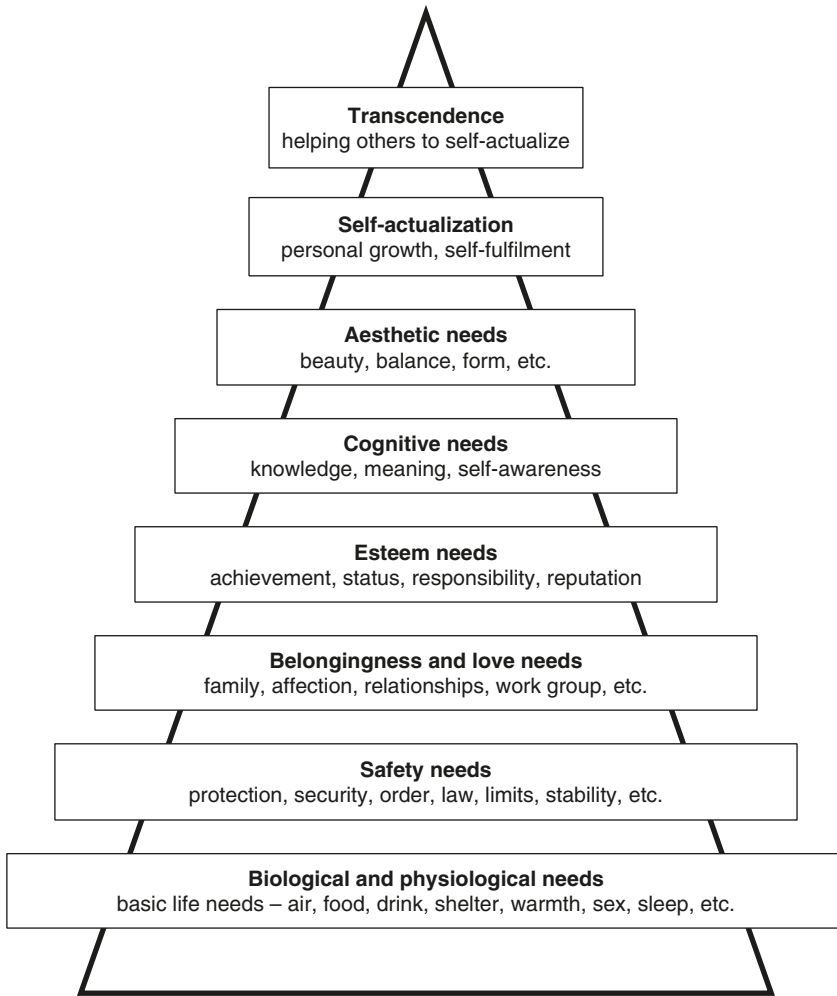 Transcendence
helping others to self-actualize
Self-actualization
personal growth, self-fulfilment
Aesthetic needs
beauty, balance, form, etc.
Cognitive needs
knowledge, meaning, self-awareness
Esteem needs
achievement, status, responsibility, reputation
Belongingness and love needs
family, affection, relationships, work group, etc.
Safety needs
protection, security, order, law, limits, stability, etc.
Biological and physiological needs
basic life needs – air, food, drink, shelter, warmth, sex, sleep, etc.